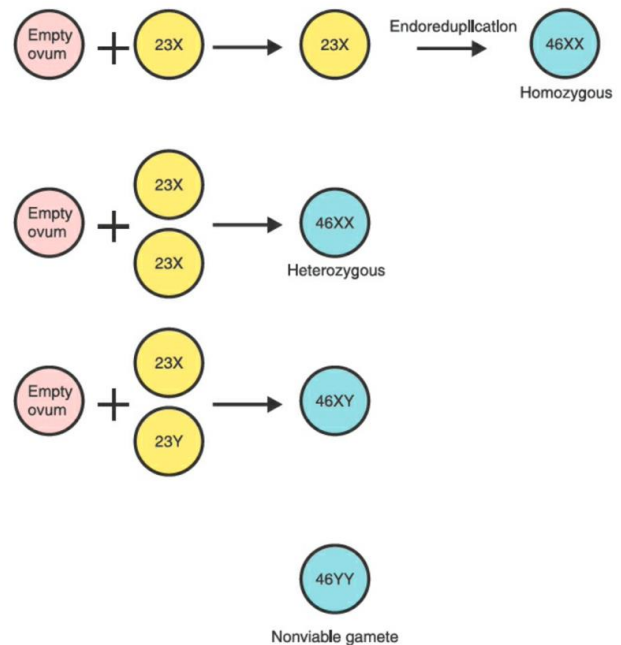 Empty
ovum
23X
23X
Endoreduplication
46XX
Homozygous
Empty
ovum
23X
23X
46XX
Heterozygous
Empty
ovum
23X
23Y
46XY
46YY
Nonviable gamete